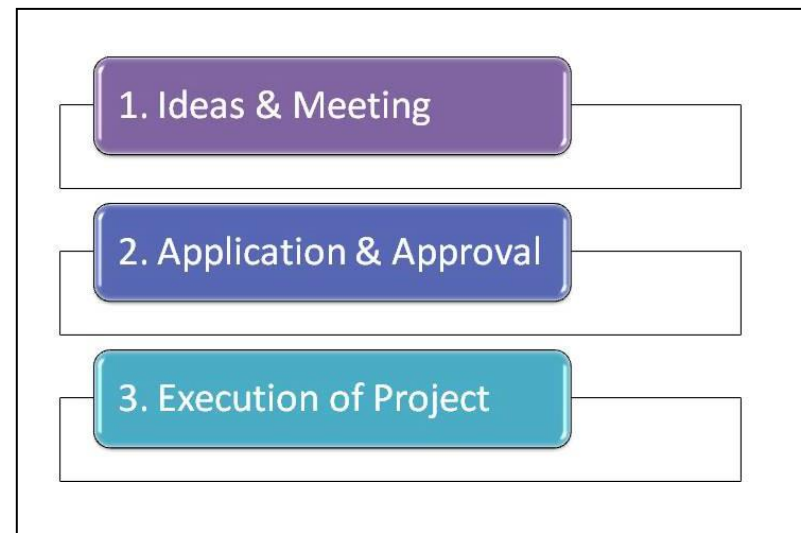 1. Ideas & Meeting
2. Application & Approval
3. Execution of Project